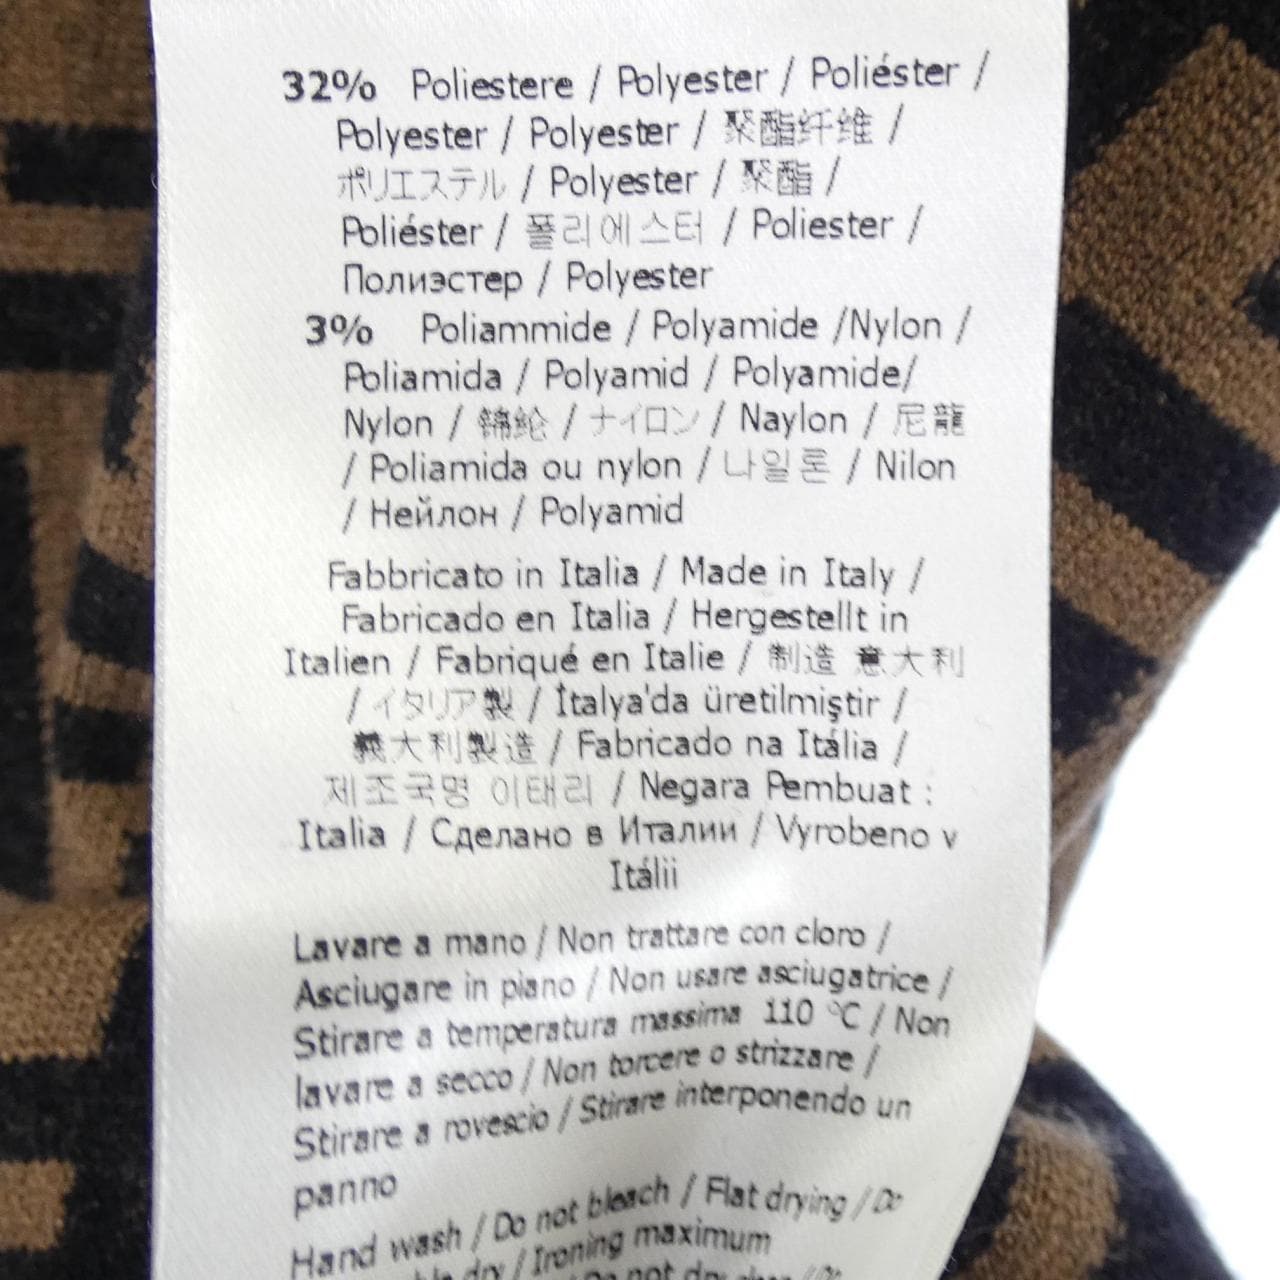 32% Poliestere / Polyester / Poliéster /
Polyester / Polyester / 聚酯纤维 /
ポリエステル / Polyester / 聚酯 /
Poliéster / 폴리에스터 / Poliester /
Полиэстер / Polyester
3% Poliammide / Polyamide /Nylon /
Poliamida / Polyamid / Polyamide/
Nylon / 锦纶 / ナイロン / Naylon / 尼龍
/ Poliamida ou nylon / 나일론 / Nilon
/ Нейлон / Polyamid
Fabbricato in Italia / Made in Italy /
Fabricado en Italia / Hergestellt in
Italien / Fabriqué en Italie / 制造 意大利
/ イタリア製 / İtalya'da üretilmiştir /
義大利製造 / Fabricado na Itália /
제조국명 이태리 / Negara Pembuat :
Italia / Сделано в Италии / Vyrobeno v
Itálii
Lavare a mano / Non trattare con cloro /
Asciugare in piano / Non usare asciugatrice /
Stirare a temperatura massima 110 °C / Non
lavare a secco / Non torcere o strizzare /
Stirare a rovescio / Stirare interponendo un
panno
Hand wash / Do not bleach / Flat drying / Do
dry / Ironing maximum